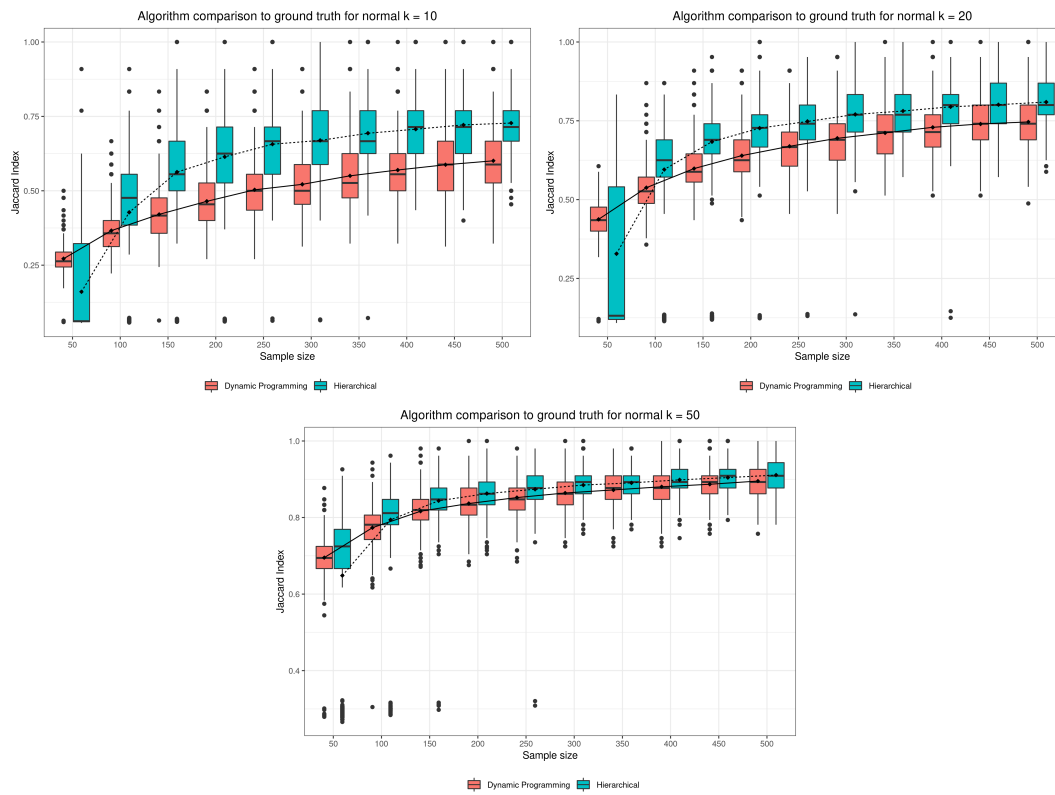 Algorithm comparison to ground truth for normal k = 10
1.00
0.75
0.50
0.25
Jaccard Index
50 100 150 200 250 300 350 400 450 500
Sample size
Dynamic Programming Hierarchical
Algorithm comparison to ground truth for normal k = 20
1.00
0.75
0.50
0.25
Jaccard Index
50 100 150 200 250 300 350 400 450 500
Sample size
Dynamic Programming Hierarchical
Algorithm comparison to ground truth for normal k = 50
1.0
0.8
0.6
0.4
Jaccard Index
50 100 150 200 250 300 350 400 450 500
Sample size
Dynamic Programming Hierarchical